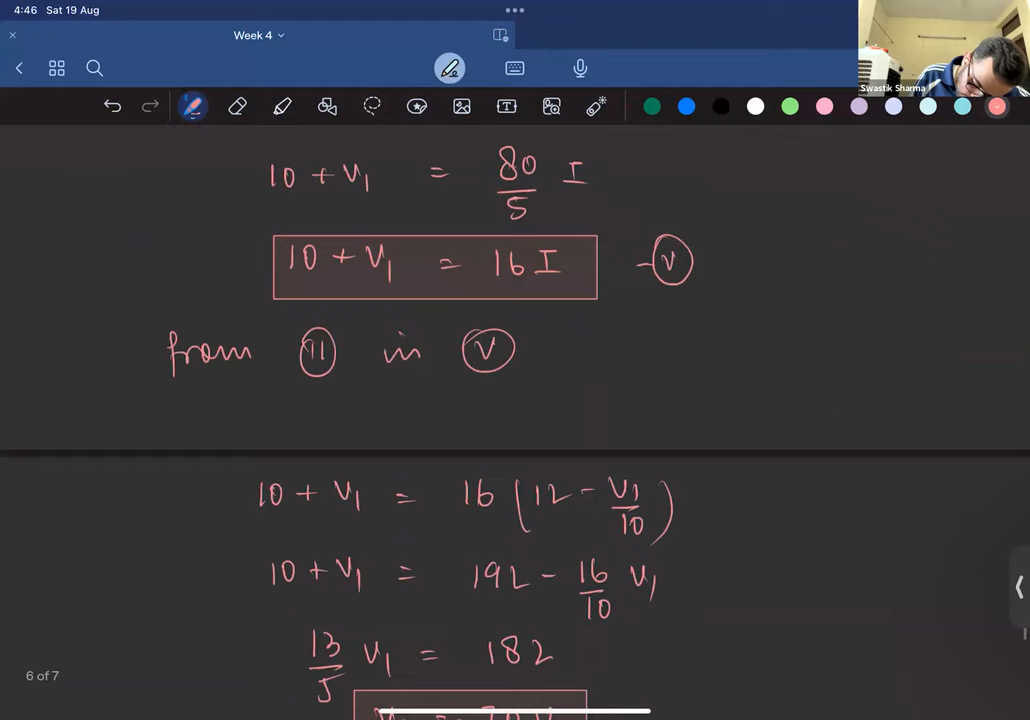 4:46 Sat 19 Aug
Week 4
Swastik Sharma
10 + V₁ = 80/5 I
10 + V₁ = 16 I - V
from II in V
10 + V₁ = 16 (12 - V₁/10)
10 + V₁ = 192 - 16/10 V₁
13/5 V₁ = 182
6 of 7